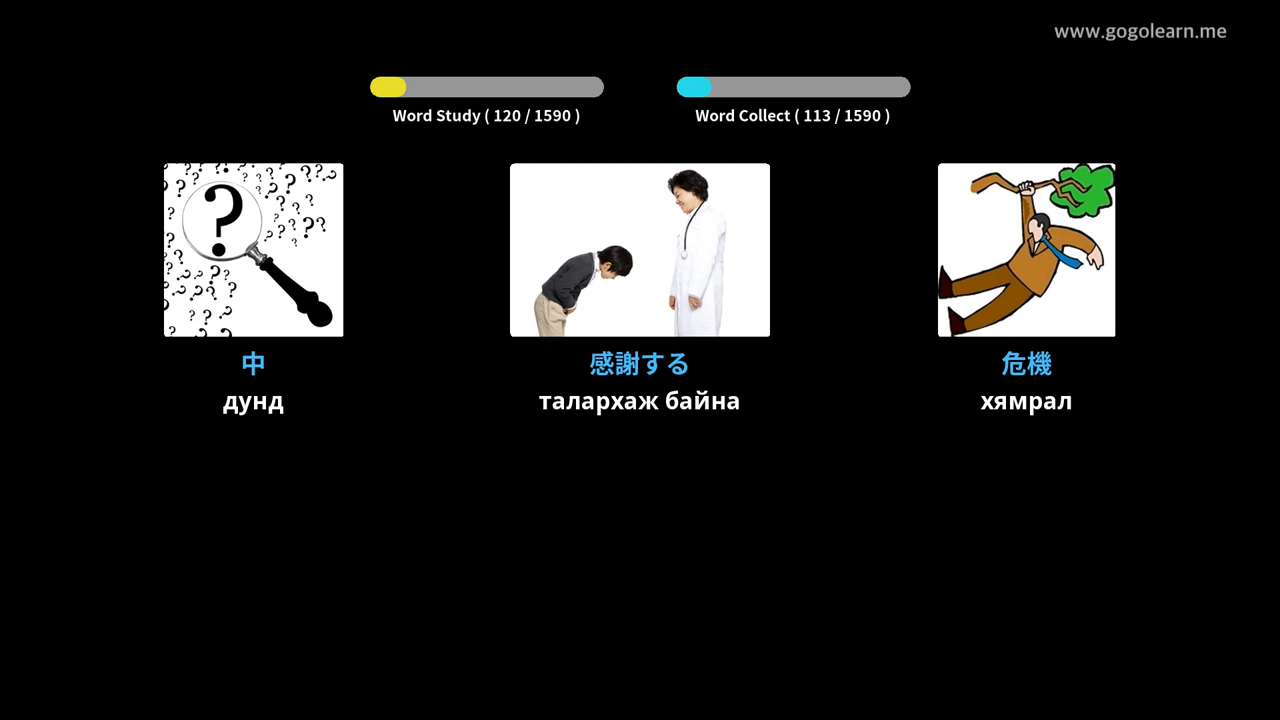 www.gogolearn.me
Word Study ( 120 / 1590 )
Word Collect ( 113 / 1590 )
中
дунд
感謝する
талархаж байна
危機
хямрал